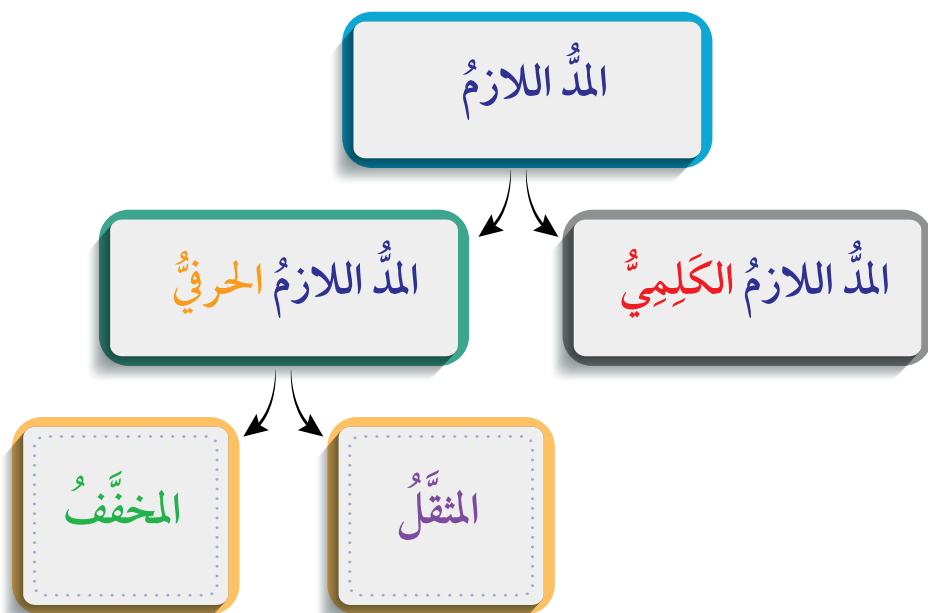 المدُّ اللازمُ
المدُّ اللازمُ الكَلِمِيُّ
المدُّ اللازمُ الحرفيُّ
المثقَّلُ
المخفَّفُ